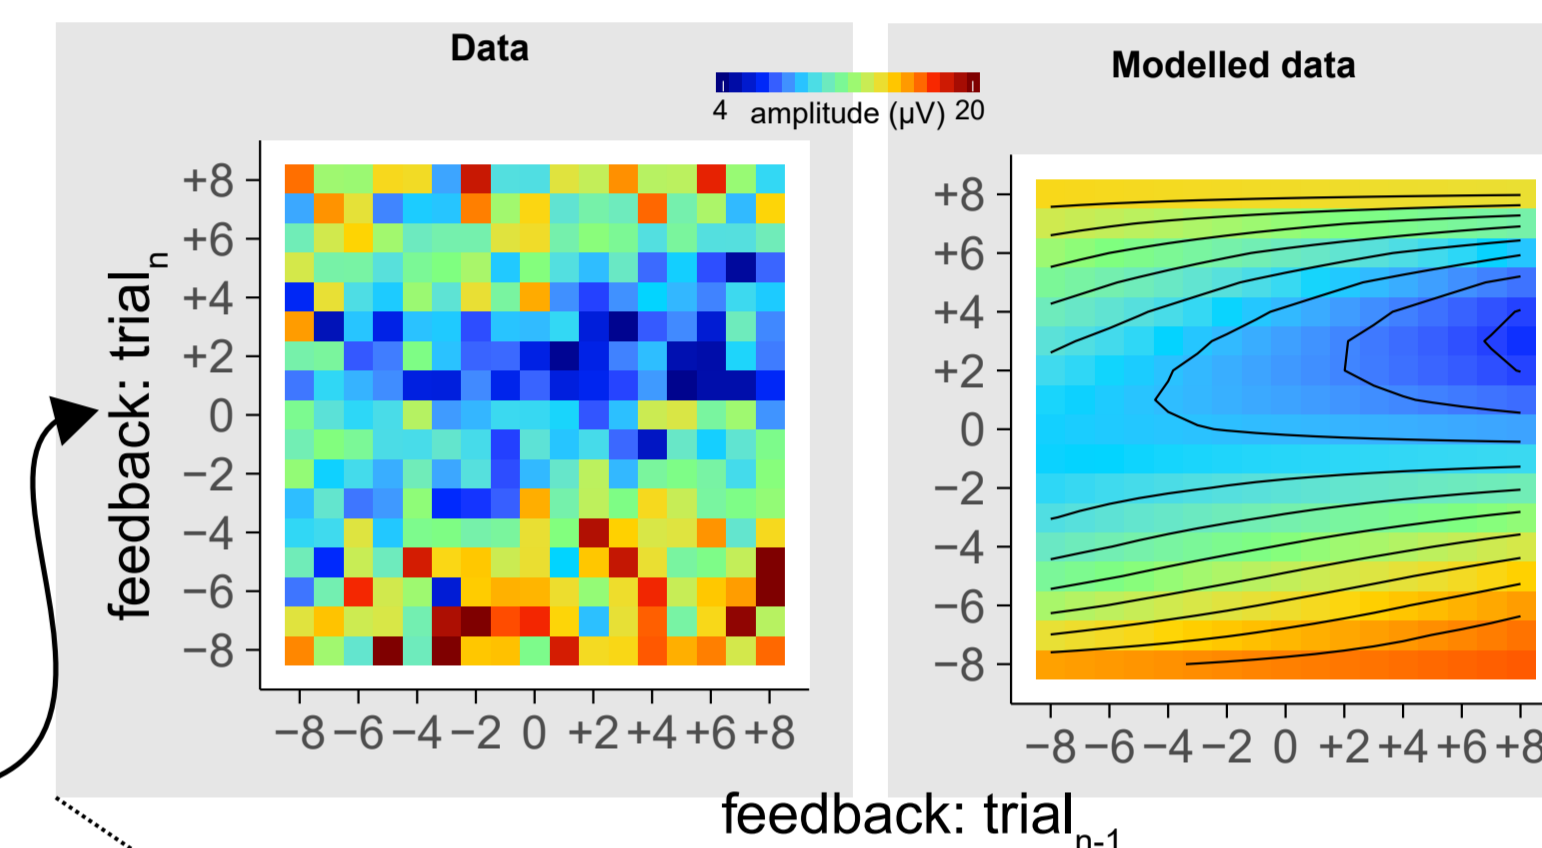 Data
Modelled data
4 amplitude (µV) 20
feedback: trialn
+8
+6
+4
+2
0
−2
−4
−6
−8
−8 −6 −4 −2 0 +2 +4 +6 +8
+8
+6
+4
+2
0
−2
−4
−6
−8
−8 −6 −4 −2 0 +2 +4 +6 +8
feedback: trialn-1